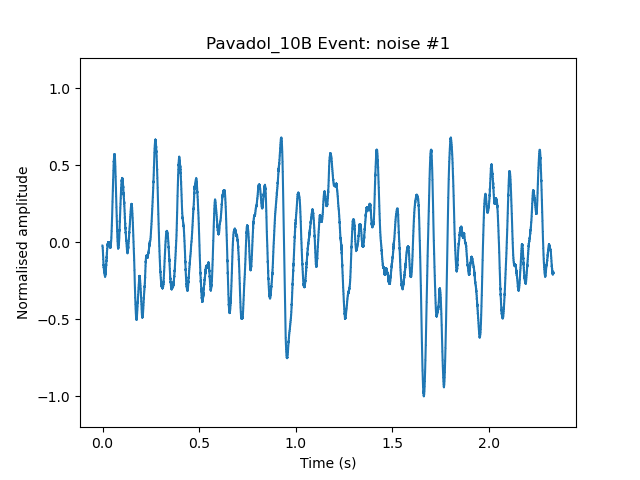 Pavadol_10B Event: noise #1
Normalised amplitude
1.0
0.5
0.0
−0.5
−1.0
0.0 0.5 1.0 1.5 2.0
Time (s)